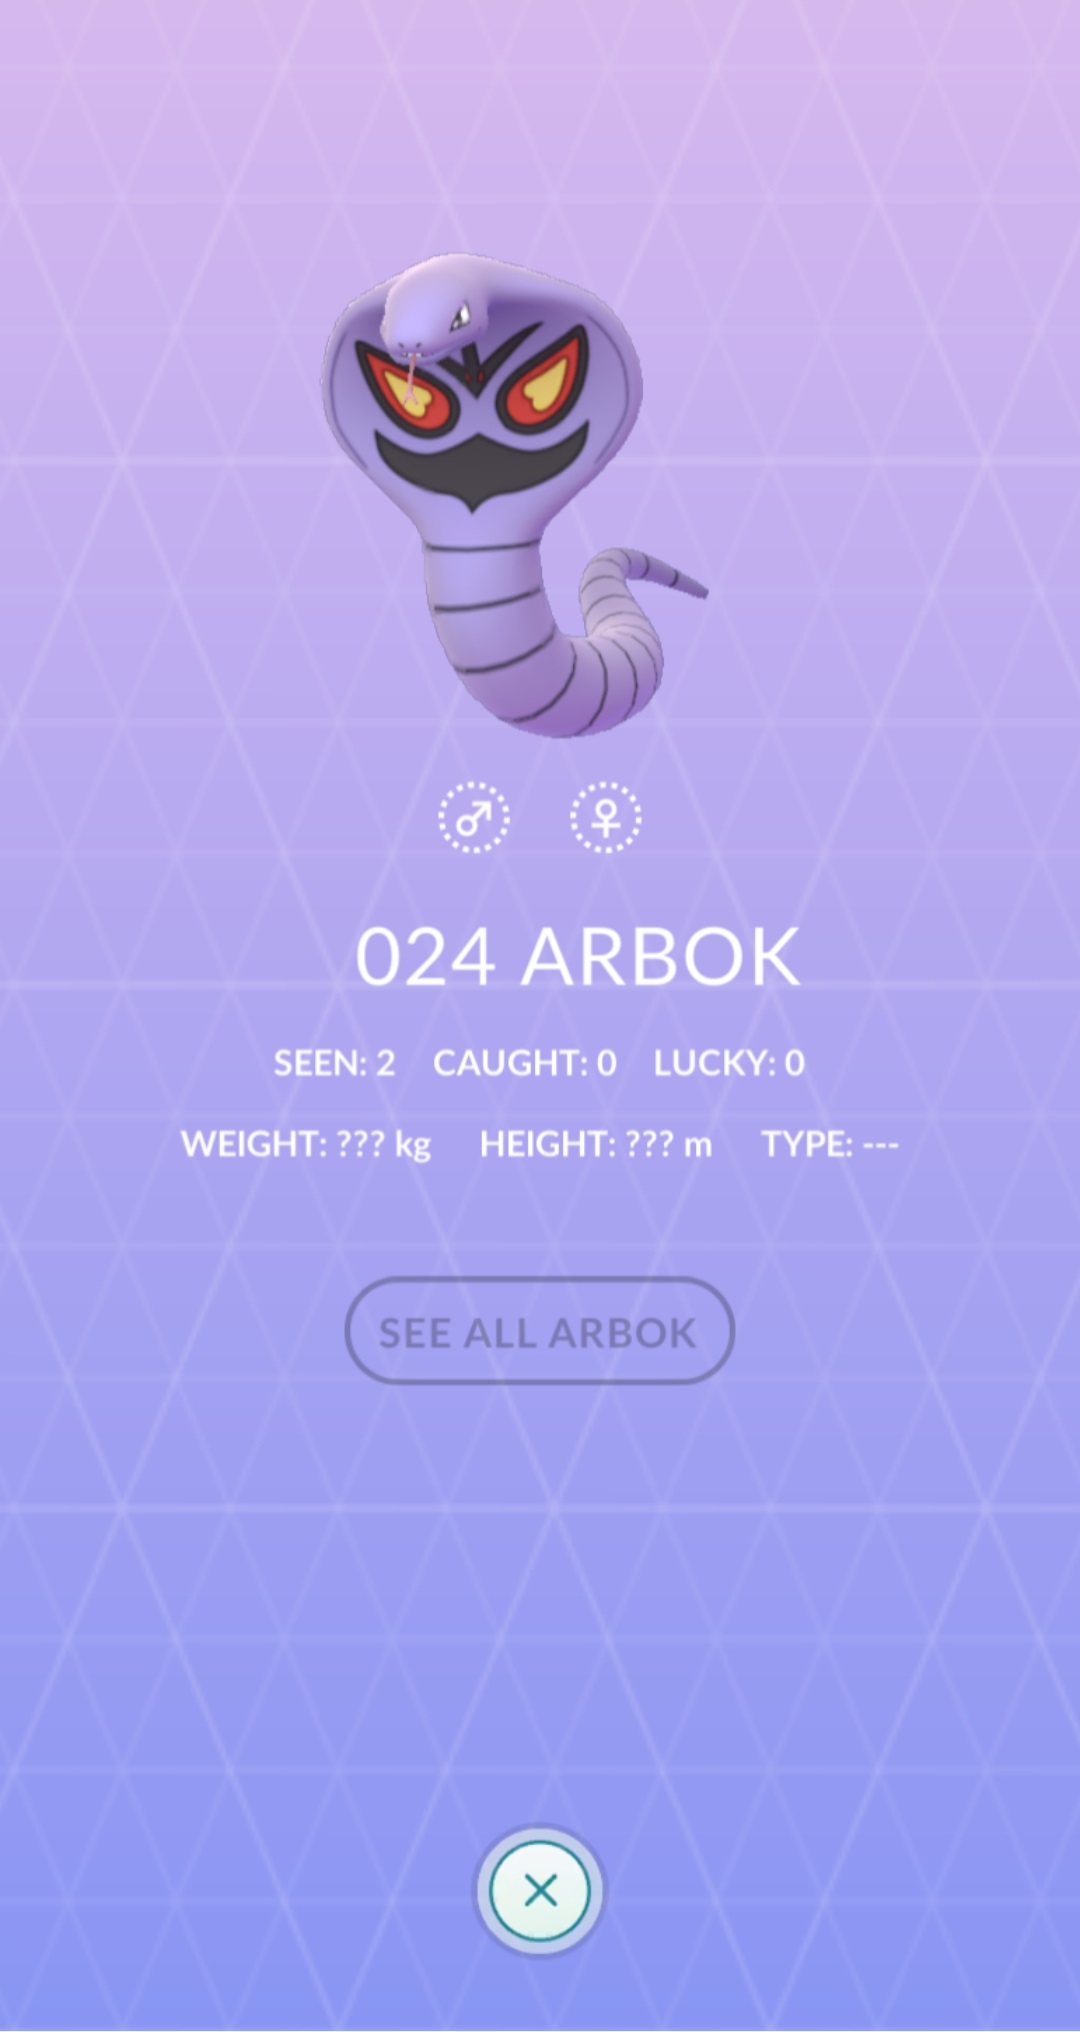 ♂ ♀
024 ARBOK
SEEN: 2 CAUGHT: 0 LUCKY: 0
WEIGHT: ??? kg HEIGHT: ??? m TYPE: ---
SEE ALL ARBOK